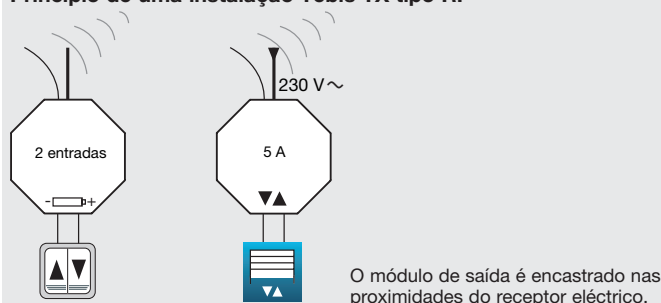 Princípio de uma instalação Tébis TX tipo A:
230 V~
2 entradas
5 A
- +
O módulo de saída é encastrado nas
proximidades do receptor eléctrico.